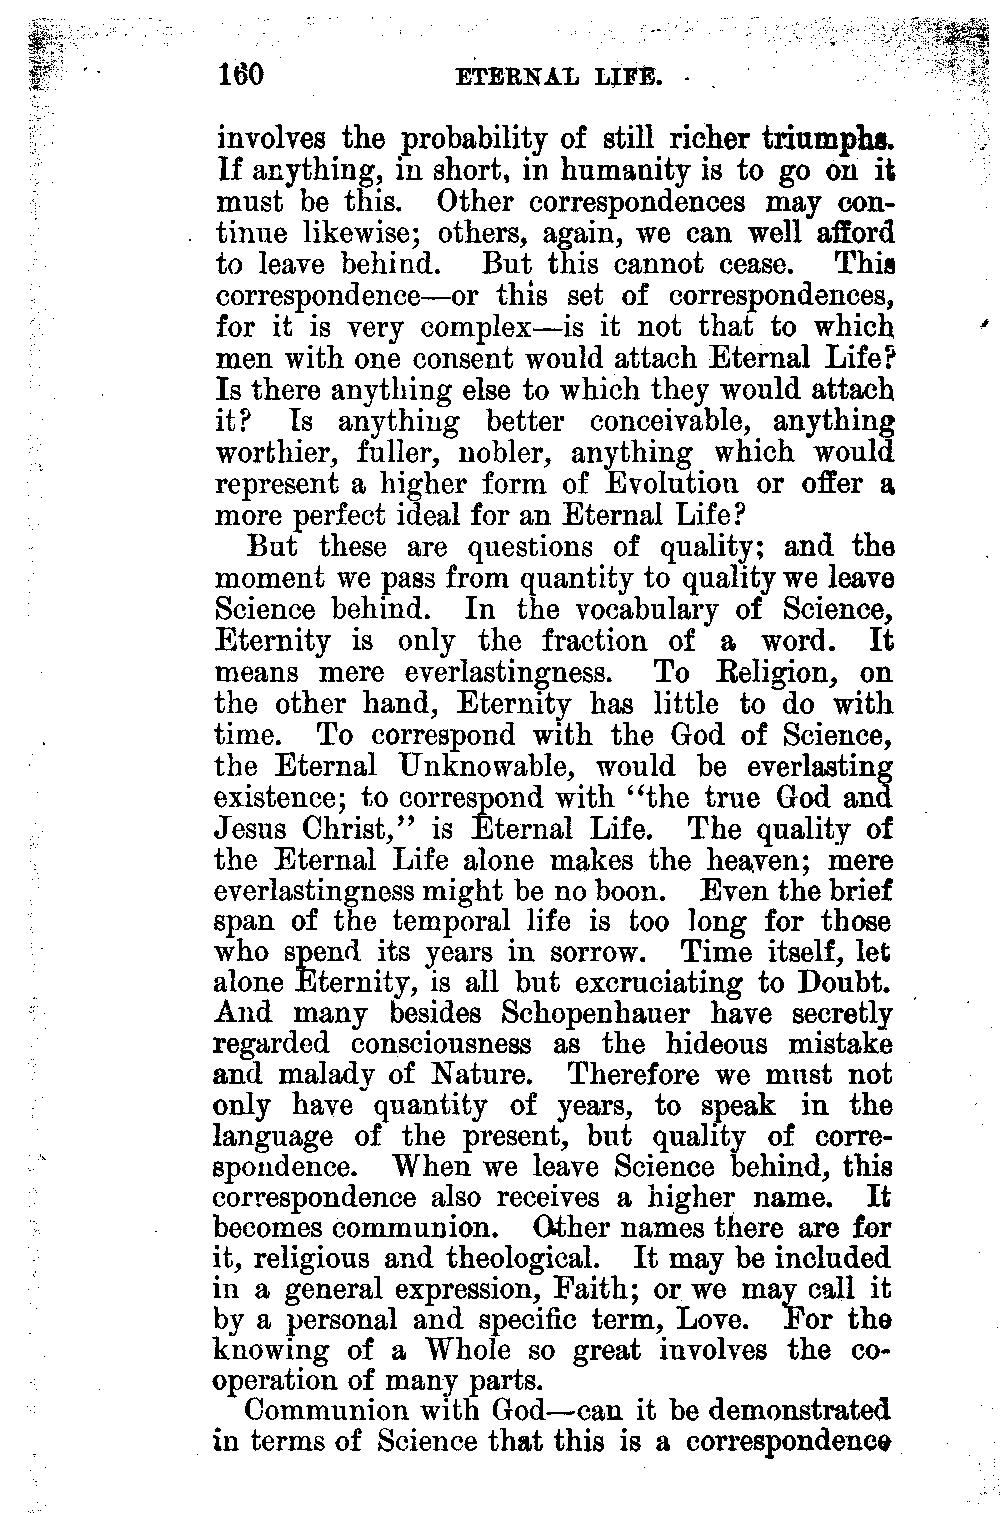 160 ETERNAL LIFE.
involves the probability of still richer triumphs.
If anything, in short, in humanity is to go on it
must be this. Other correspondences may con-
tinue likewise; others, again, we can well afford
to leave behind. But this cannot cease. This
correspondence—or this set of correspondences,
for it is very complex—is it not that to which
men with one consent would attach Eternal Life?
Is there anything else to which they would attach
it? Is anything better conceivable, anything
worthier, fuller, nobler, anything which would
represent a higher form of Evolution or offer a
more perfect ideal for an Eternal Life?
But these are questions of quality; and the
moment we pass from quantity to quality we leave
Science behind. In the vocabulary of Science,
Eternity is only the fraction of a word. It
means mere everlastingness. To Religion, on
the other hand, Eternity has little to do with
time. To correspond with the God of Science,
the Eternal Unknowable, would be everlasting
existence; to correspond with "the true God and
Jesus Christ," is Eternal Life. The quality of
the Eternal Life alone makes the heaven; mere
everlastingness might be no boon. Even the brief
span of the temporal life is too long for those
who spend its years in sorrow. Time itself, let
alone Eternity, is all but excruciating to Doubt.
And many besides Schopenhauer have secretly
regarded consciousness as the hideous mistake
and malady of Nature. Therefore we must not
only have quantity of years, to speak in the
language of the present, but quality of corre-
spondence. When we leave Science behind, this
correspondence also receives a higher name. It
becomes communion. Other names there are for
it, religious and theological. It may be included
in a general expression, Faith; or we may call it
by a personal and specific term, Love. For the
knowing of a Whole so great involves the co-
operation of many parts.
Communion with God—can it be demonstrated
in terms of Science that this is a correspondence